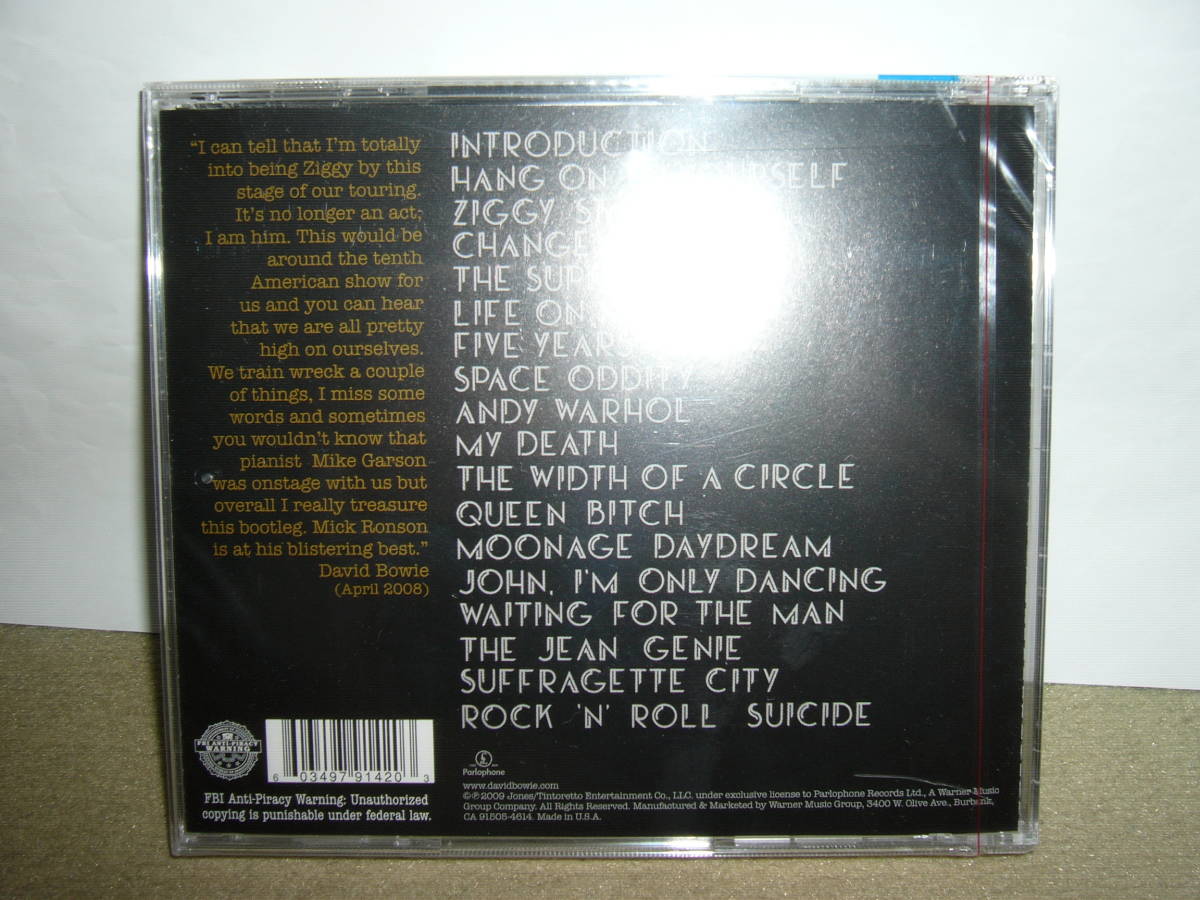 “I can tell that I'm totally
into being Ziggy by this
stage of our touring.
It's no longer an act;
I am him. This would be
around the tenth
American show for
us and you can hear
that we are all pretty
high on ourselves.
We train wreck a couple
of things, I miss some
words and sometimes
you wouldn't know that
pianist Mike Garson
was onstage with us but
overall I really treasure
this bootleg. Mick Ronson
is at his blistering best.”
David Bowie
(April 2008)
INTRODUCTION
HANG ON
ZIGGY
THE
LIFE ON
FIVE YEARS
SPACE ODDITY
ANDY WARHOL
MY DEATH
THE WIDTH OF A CIRCLE
QUEEN BITCH
MOONAGE DAYDREAM
JOHN, I'M ONLY DANCING
WAITING FOR THE MAN
THE JEAN GENIE
SUFFRAGETTE CITY
ROCK 'N' ROLL SUICIDE
FBI ANTI-PIRACY
WARNING
6 03497 91420 3
FBI Anti-Piracy Warning: Unauthorized
copying is punishable under federal law.
Parlophone
www.davidbowie.com
©℗ 2009 Jones/Tintoretto Entertainment Co., LLC. under exclusive license to Parlophone Records Ltd., A Warner Music
Group Company. All Rights Reserved. Manufactured & Marketed by Warner Music Group, 3400 W. Olive Ave., Burbank,
CA 91505-4614. Made in U.S.A.